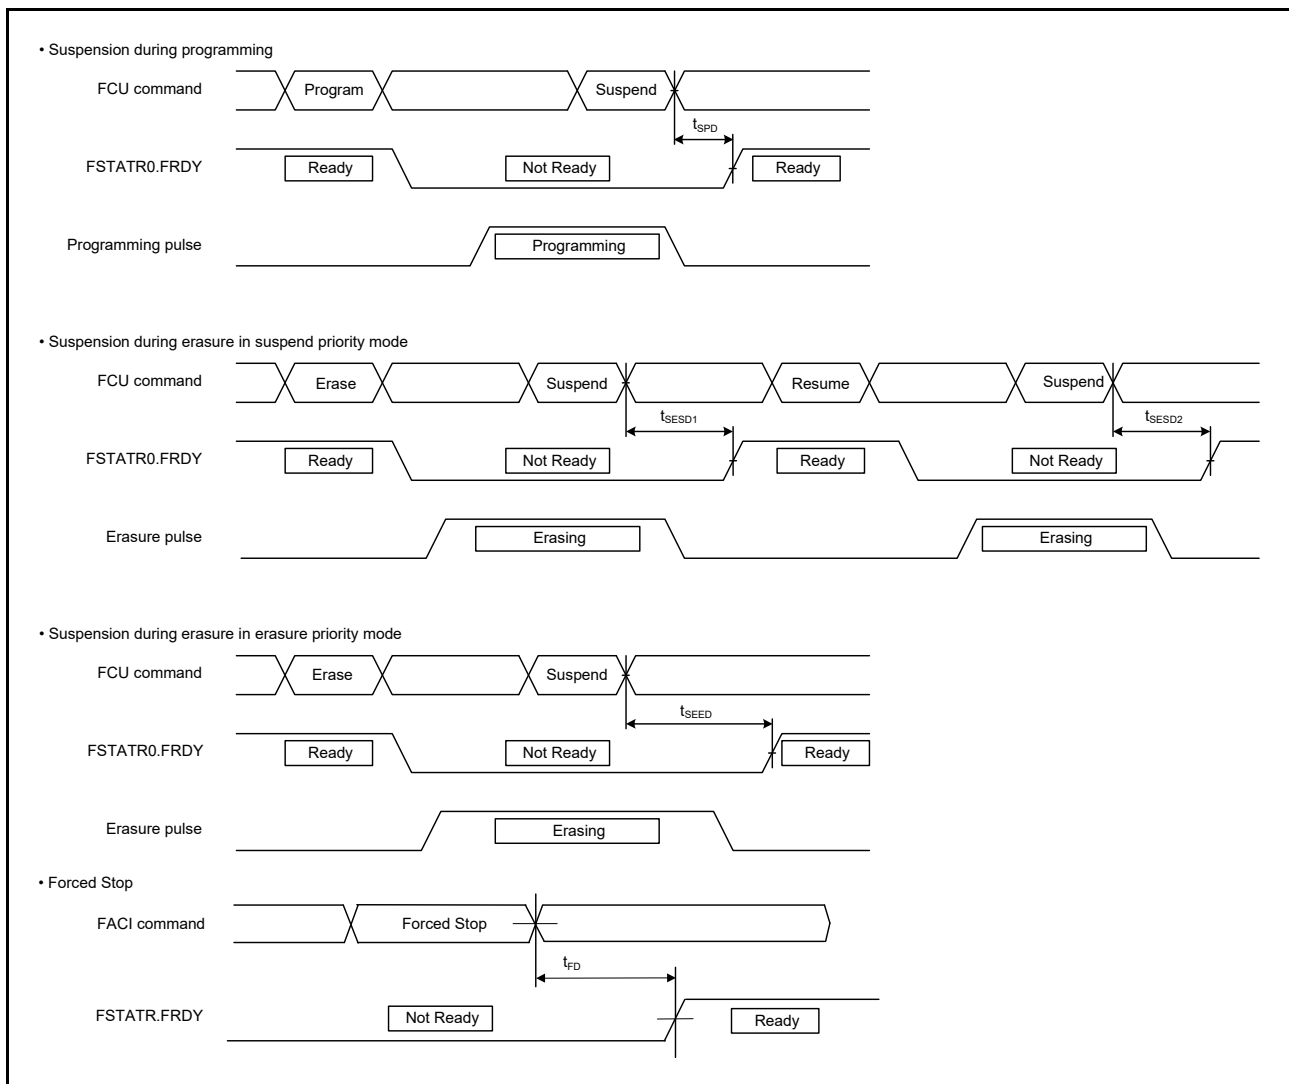 • Suspension during programming
FCU command Program Suspend
tSPD
FSTATR0.FRDY Ready Not Ready Ready
Programming pulse Programming
• Suspension during erasure in suspend priority mode
FCU command Erase Suspend Resume Suspend
tSESD1 tSESD2
FSTATR0.FRDY Ready Not Ready Ready Not Ready
Erasure pulse Erasing Erasing
• Suspension during erasure in erasure priority mode
FCU command Erase Suspend
tSEED
FSTATR0.FRDY Ready Not Ready Ready
Erasure pulse Erasing
• Forced Stop
FACI command Forced Stop
tFD
FSTATR.FRDY Not Ready Ready